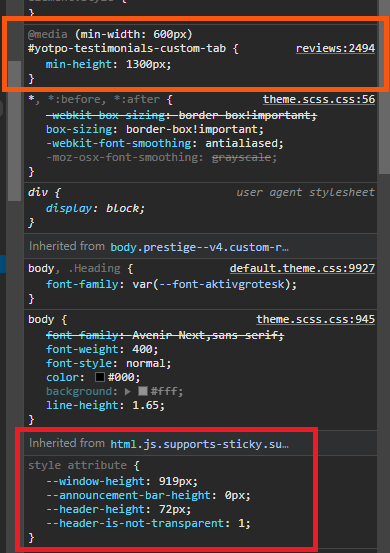 }
@media (min-width: 600px)
#yotpo-testimonials-custom-tab { reviews:2494
min-height: 1300px;
}
*, *:before, *:after { theme.scss.css:56
-webkit-box-sizing: border-box!important;
box-sizing: border-box!important;
-webkit-font-smoothing: antialiased;
-moz-osx-font-smoothing: grayscale;
}
div { user agent stylesheet
display: block;
}
Inherited from body.prestige--v4.custom-r…
body, .Heading { default.theme.css:9927
font-family: var(--font-aktivgrotesk);
}
body { theme.scss.css:945
font-family: Avenir Next,sans serif;
font-weight: 400;
font-style: normal;
color: #000;
background: ▶ #fff;
line-height: 1.65;
}
Inherited from html.js.supports-sticky.su…
style attribute {
--window-height: 919px;
--announcement-bar-height: 0px;
--header-height: 72px;
--header-is-not-transparent: 1;
}